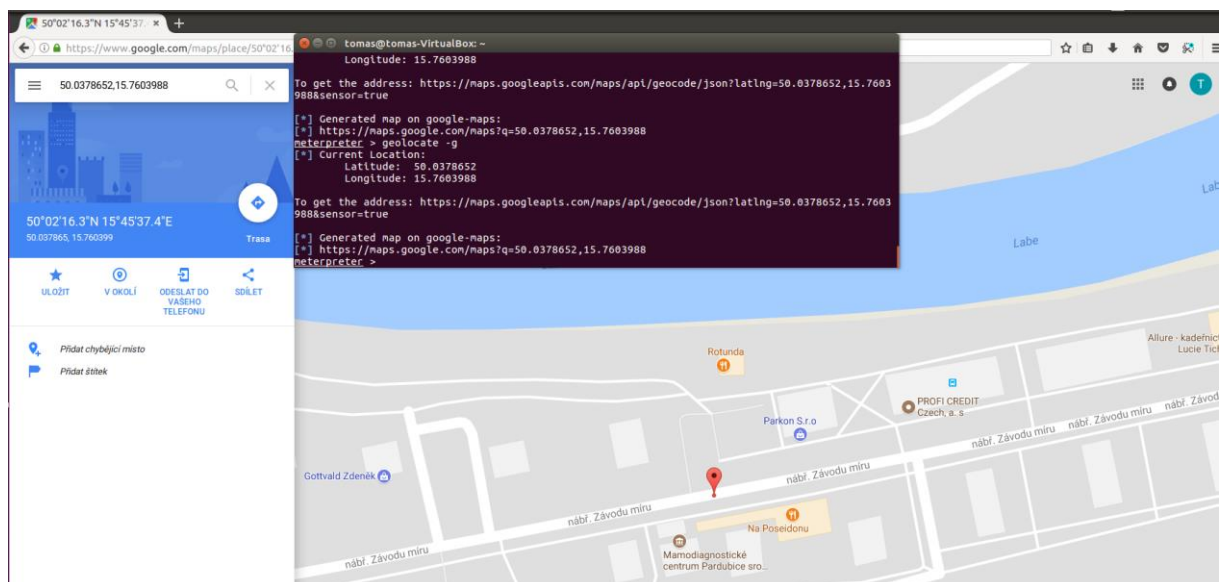 50°02'16.3"N 15°45'37.
https://www.google.com/maps/place/50°02'16.
50.0378652,15.7603988
50°02'16.3"N 15°45'37.4"E
50.037865, 15.760399
Trasa
ULOŽIT
V OKOLÍ
ODESLAT DO
VAŠEHO
TELEFONU
SDÍLET
Přidat chybějící místo
Přidat štítek
tomas@tomas-VirtualBox: ~
Longitude: 15.7603988
To get the address: https://maps.googleapis.com/maps/api/geocode/json?latlng=50.0378652,15.7603
988&sensor=true
[*] Generated map on google-maps:
[*] https://maps.google.com/maps?q=50.0378652,15.7603988
meterpreter > geolocate -g
[*] Current Location:
Latitude:  50.0378652
Longitude: 15.7603988
To get the address: https://maps.googleapis.com/maps/api/geocode/json?latlng=50.0378652,15.7603
988&sensor=true
[*] Generated map on google-maps:
[*] https://maps.google.com/maps?q=50.0378652,15.7603988
meterpreter >
T
Lab
Labe
Rotunda
Allure - kadeřnic
Lucie Tich
PROFI CREDIT
Czech, a. s
Parkon S.r.o
nábř. Závodu míru
nábř. Závodu míru
nábř. Závod
Gottvald Zdeněk
nábř. Závodu míru
nábř. Závodu míru
Na Poseidonu
nábř. Závodu míru
Mamodiagnostické
centrum Pardubice sro...